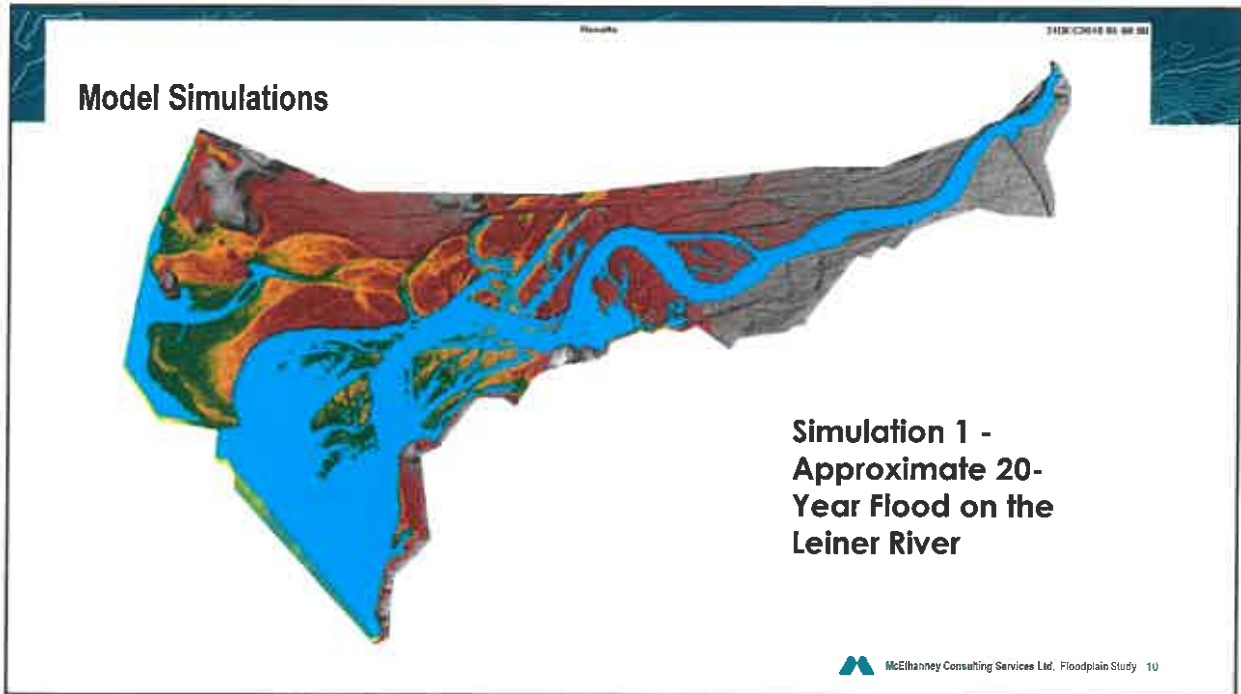 Results
Model Simulations
Simulation 1 -
Approximate 20-
Year Flood on the
Leiner River
McElhanney Consulting Services Ltd, Floodplain Study 10